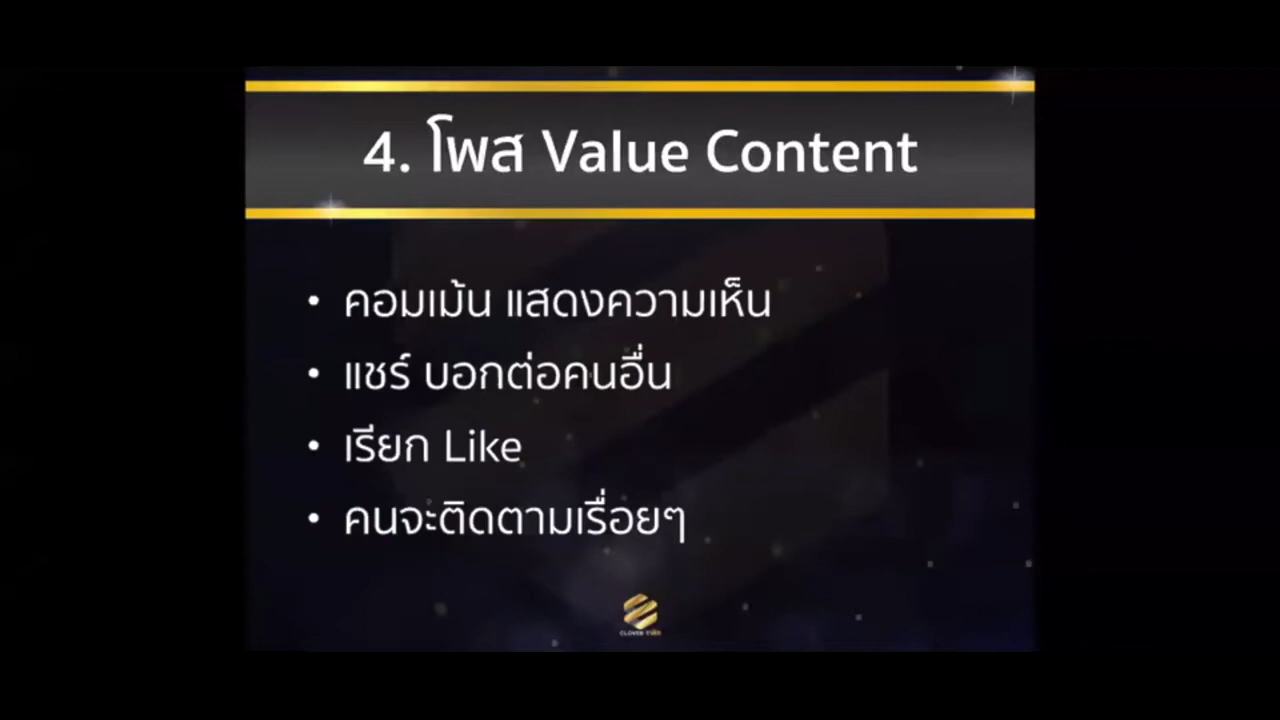 4. โพส Value Content
• คอมเม้น แสดงความเห็น
• แชร์ บอกต่อคนอื่น
• เรียก Like
• คนจะติดตามเรื่อยๆ